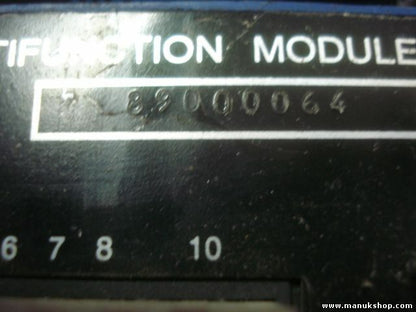 TIFUNCTION MODULE
89000064
6 7 8 10
www.manukshop.com